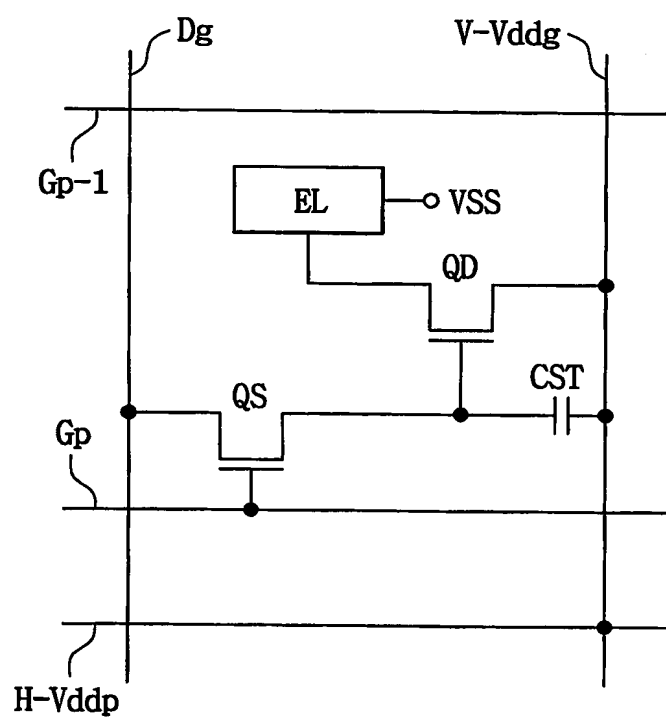 Dg
V-Vddg
Gp-1
EL
VSS
QD
CST
QS
Gp
H-Vddp